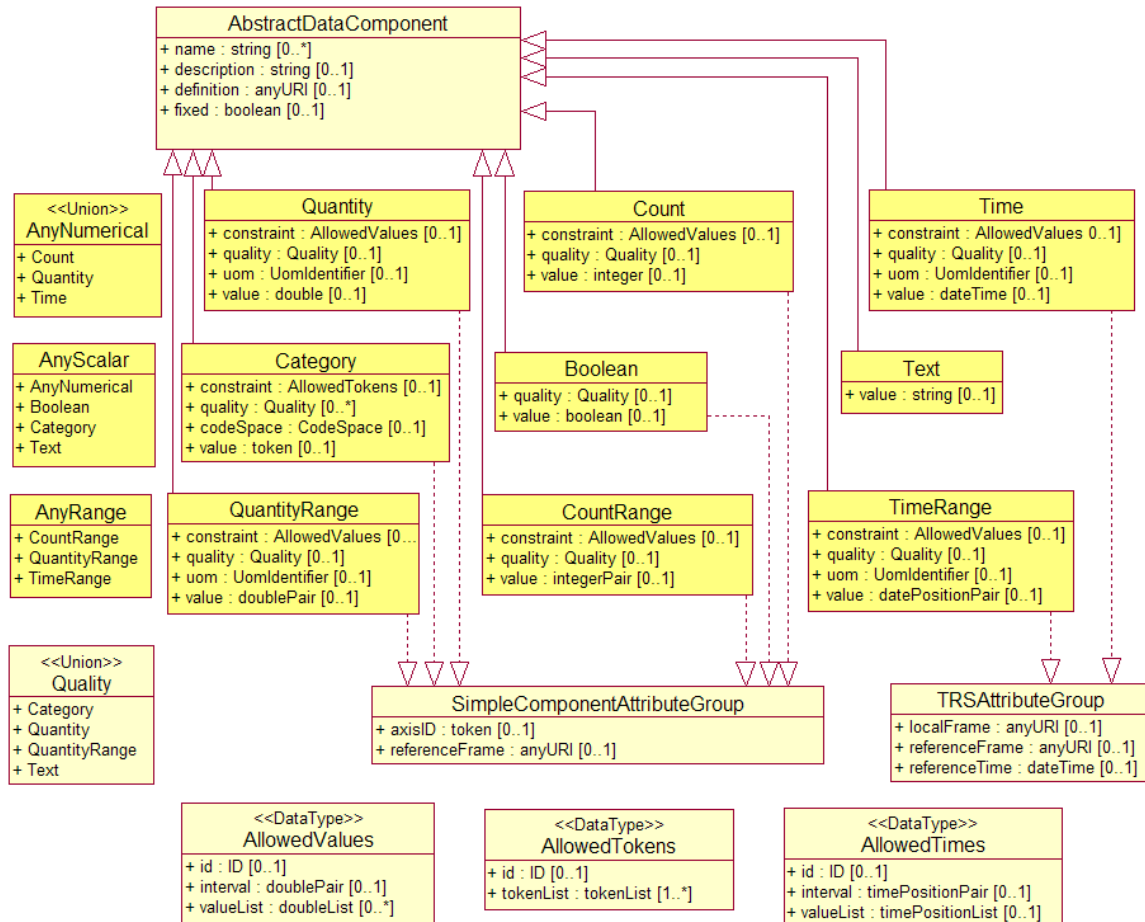 AbstractDataComponent
+ name : string [0..*]
+ description : string [0..1]
+ definition : anyURI [0..1]
+ fixed : boolean [0..1]
<<Union>>
AnyNumerical
+ Count
+ Quantity
+ Time
Quantity
+ constraint : AllowedValues [0..1]
+ quality : Quality [0..1]
+ uom : UomIdentifier [0..1]
+ value : double [0..1]
Count
+ constraint : AllowedValues [0..1]
+ quality : Quality [0..1]
+ value : integer [0..1]
Time
+ constraint : AllowedValues 0..1]
+ quality : Quality [0..1]
+ uom : UomIdentifier [0..1]
+ value : dateTime [0..1]
AnyScalar
+ AnyNumerical
+ Boolean
+ Category
+ Text
Category
+ constraint : AllowedTokens [0..1]
+ quality : Quality [0..*]
+ codeSpace : CodeSpace [0..1]
+ value : token [0..1]
Boolean
+ quality : Quality [0..1]
+ value : boolean [0..1]
Text
+ value : string [0..1]
AnyRange
+ CountRange
+ QuantityRange
+ TimeRange
QuantityRange
+ constraint : AllowedValues [0...
+ quality : Quality [0..1]
+ uom : UomIdentifier [0..1]
+ value : doublePair [0..1]
CountRange
+ constraint : AllowedValues [0..1]
+ quality : Quality [0..1]
+ value : integerPair [0..1]
TimeRange
+ constraint : AllowedValues [0..1]
+ quality : Quality [0..1]
+ uom : UomIdentifier [0..1]
+ value : datePositionPair [0..1]
<<Union>>
Quality
+ Category
+ Quantity
+ QuantityRange
+ Text
SimpleComponentAttributeGroup
+ axisID : token [0..1]
+ referenceFrame : anyURI [0..1]
TRSAttributeGroup
+ localFrame : anyURI [0..1]
+ referenceFrame : anyURI [0..1]
+ referenceTime : dateTime [0..1]
<<DataType>>
AllowedValues
+ id : ID [0..1]
+ interval : doublePair [0..1]
+ valueList : doubleList [0..*]
<<DataType>>
AllowedTokens
+ id : ID [0..1]
+ tokenList : tokenList [1..*]
<<DataType>>
AllowedTimes
+ id : ID [0..1]
+ interval : timePositionPair [0..1]
+ valueList : timePositionList [0..1]